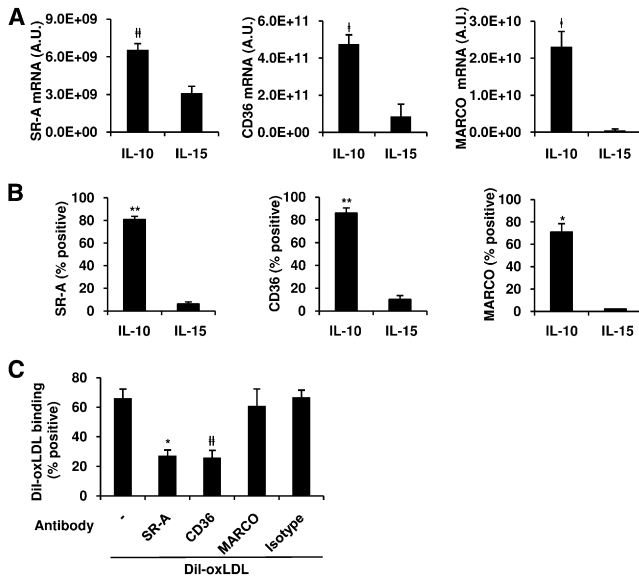 A
SR-A mRNA (A.U.)
9.0E+09
6.0E+09
3.0E+09
0.0E+00
ǂǂ
IL-10 IL-15
CD36 mRNA (A.U.)
6.0E+11
4.0E+11
2.0E+11
0.0E+00
ǂ
IL-10 IL-15
MARCO mRNA (A.U.)
3.0E+10
2.0E+10
1.0E+10
0.0E+00
ǂ
IL-10 IL-15
B
SR-A (% positive)
100
80
60
40
20
0
**
IL-10 IL-15
CD36 (% positive)
100
80
60
40
20
0
**
IL-10 IL-15
MARCO (% positive)
100
80
60
40
20
0
*
IL-10 IL-15
C
Dil-oxLDL binding
(% positive)
80
60
40
20
0
*
ǂǂ
Antibody - SR-A CD36 MARCO Isotype
Dil-oxLDL